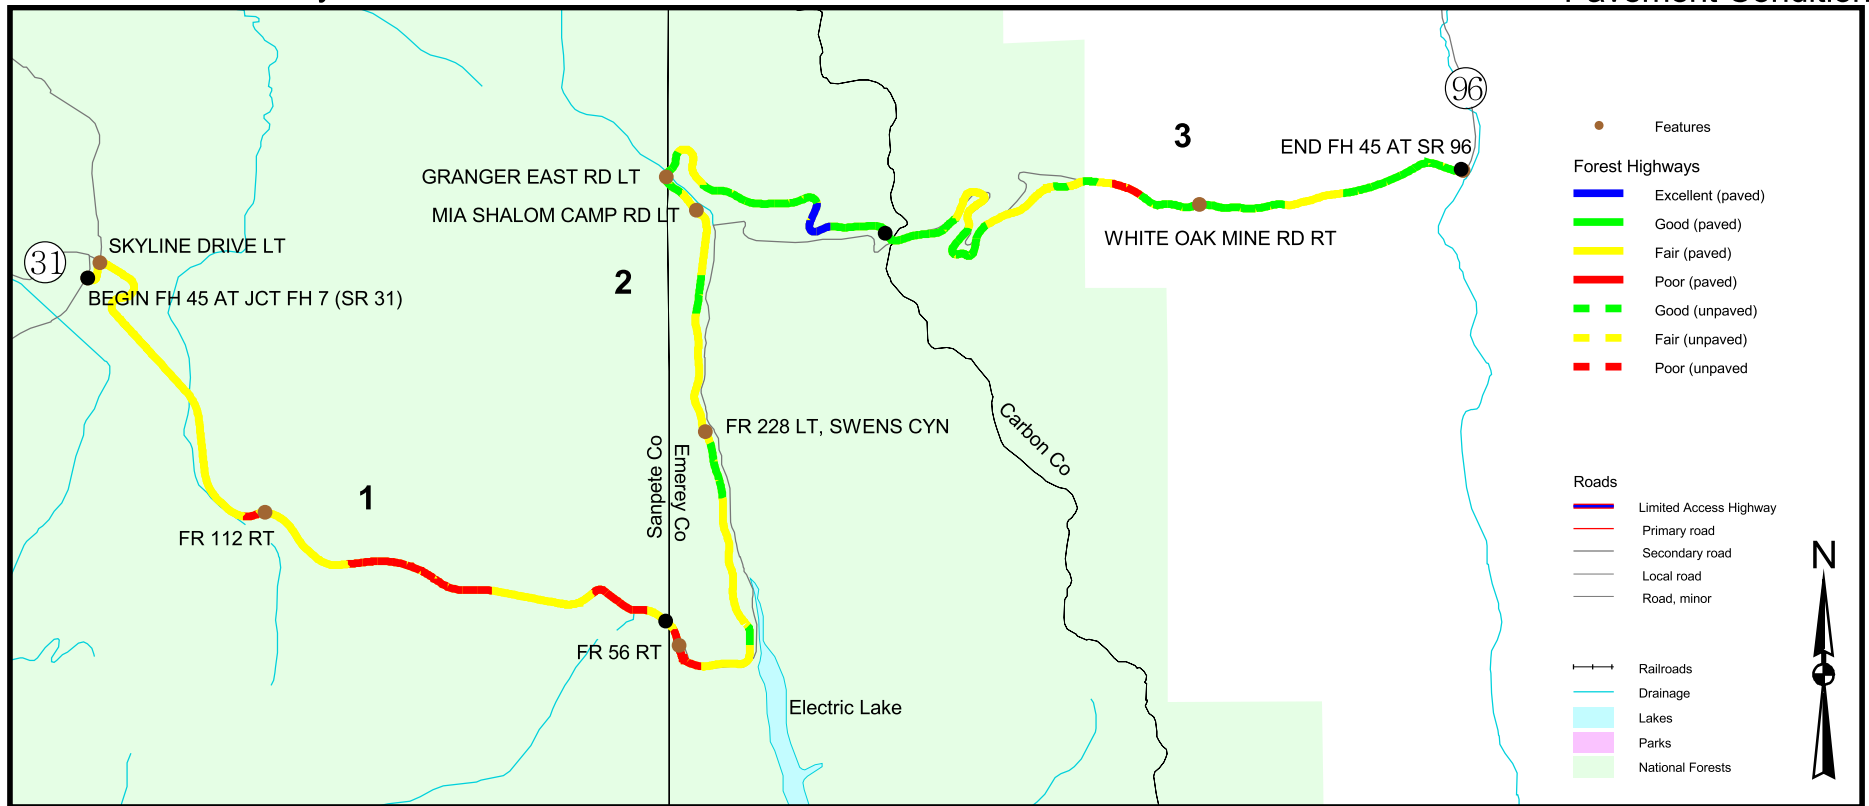 Pavement Condition
96
3
END FH 45 AT SR 96
Features
Forest Highways
GRANGER EAST RD LT
Excellent (paved)
MIA SHALOM CAMP RD LT
Good (paved)
SKYLINE DRIVE LT
WHITE OAK MINE RD RT
Fair (paved)
31
2
Poor (paved)
BEGIN FH 45 AT JCT FH 7 (SR 31)
Good (unpaved)
Fair (unpaved)
Poor (unpaved
FR 228 LT, SWENS CYN
Carbon Co
Sanpete Co
Emerey Co
1
Roads
Limited Access Highway
FR 112 RT
Primary road
Secondary road
N
Local road
Road, minor
FR 56 RT
Railroads
Drainage
Electric Lake
Lakes
Parks
National Forests